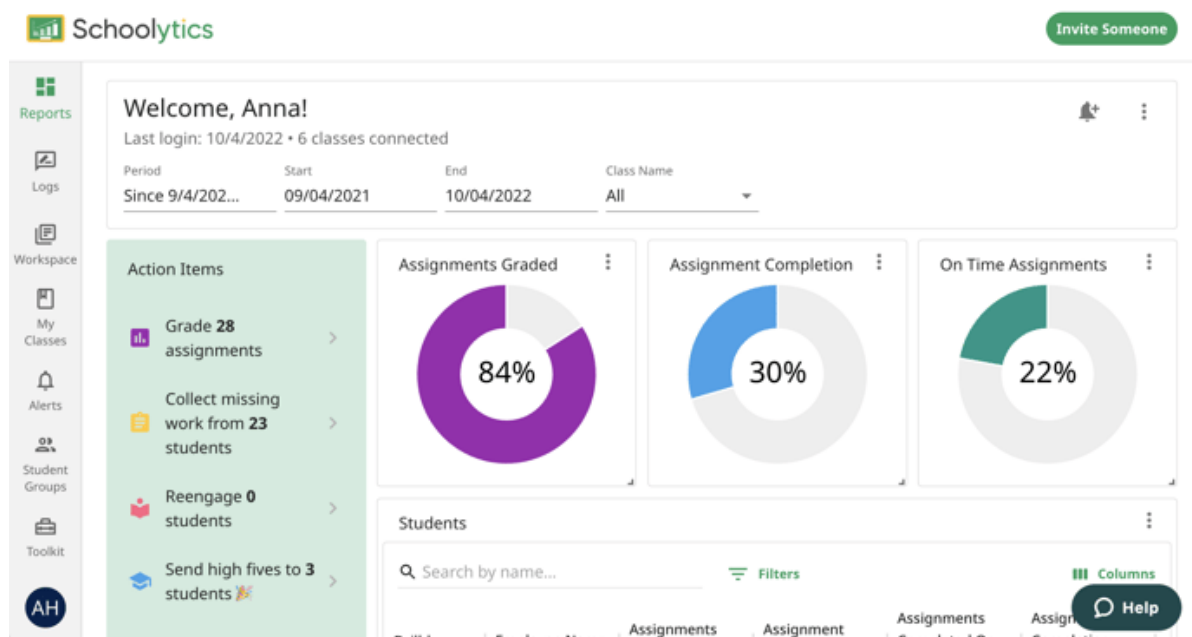 Schoolytics
Invite Someone
Reports
Logs
Workspace
My
Classes
Alerts
Student
Groups
Toolkit
AH
Welcome, Anna!
Last login: 10/4/2022 • 6 classes connected
Period
Start
End
Class Name
Since 9/4/202...
09/04/2021
10/04/2022
All
Action Items
Grade 28
assignments
Collect missing
work from 23
students
Reengage 0
students
Send high fives to 3
students 🎉
Assignments Graded
84%
Assignment Completion
30%
On Time Assignments
22%
Students
Search by name...
Filters
Columns
Assignments
Assignments
Assignment
Help